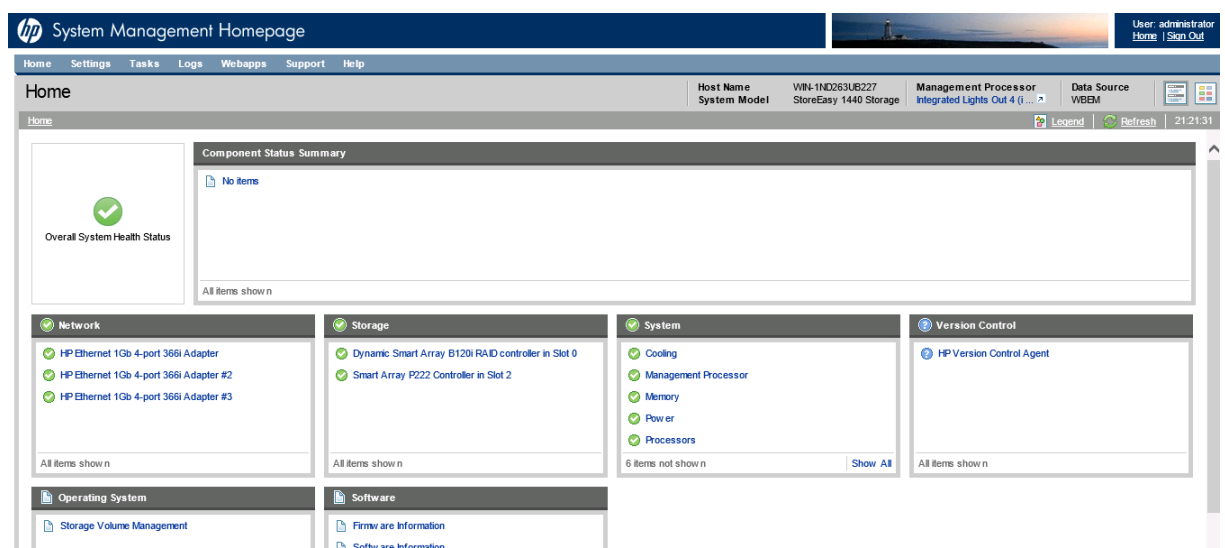 hp System Management Homepage
User: administrator
Home | Sign Out
Home Settings Tasks Logs Webapps Support Help
Home
Host Name WIN-1ND263UB227
System Model StoreEasy 1440 Storage
Management Processor
Integrated Lights Out 4 (i ...
Data Source
WBEM
Home
Legend | Refresh | 21:21:31
Overall System Health Status
Component Status Summary
No items
All items shown
Network
HP Ethernet 1Gb 4-port 366i Adapter
HP Ethernet 1Gb 4-port 366i Adapter #2
HP Ethernet 1Gb 4-port 366i Adapter #3
All items shown
Storage
Dynamic Smart Array B120i RAID controller in Slot 0
Smart Array P222 Controller in Slot 2
All items shown
System
Cooling
Management Processor
Memory
Power
Processors
6 items not shown Show All
Version Control
HP Version Control Agent
All items shown
Operating System
Storage Volume Management
Software
Firmware Information
Software Information